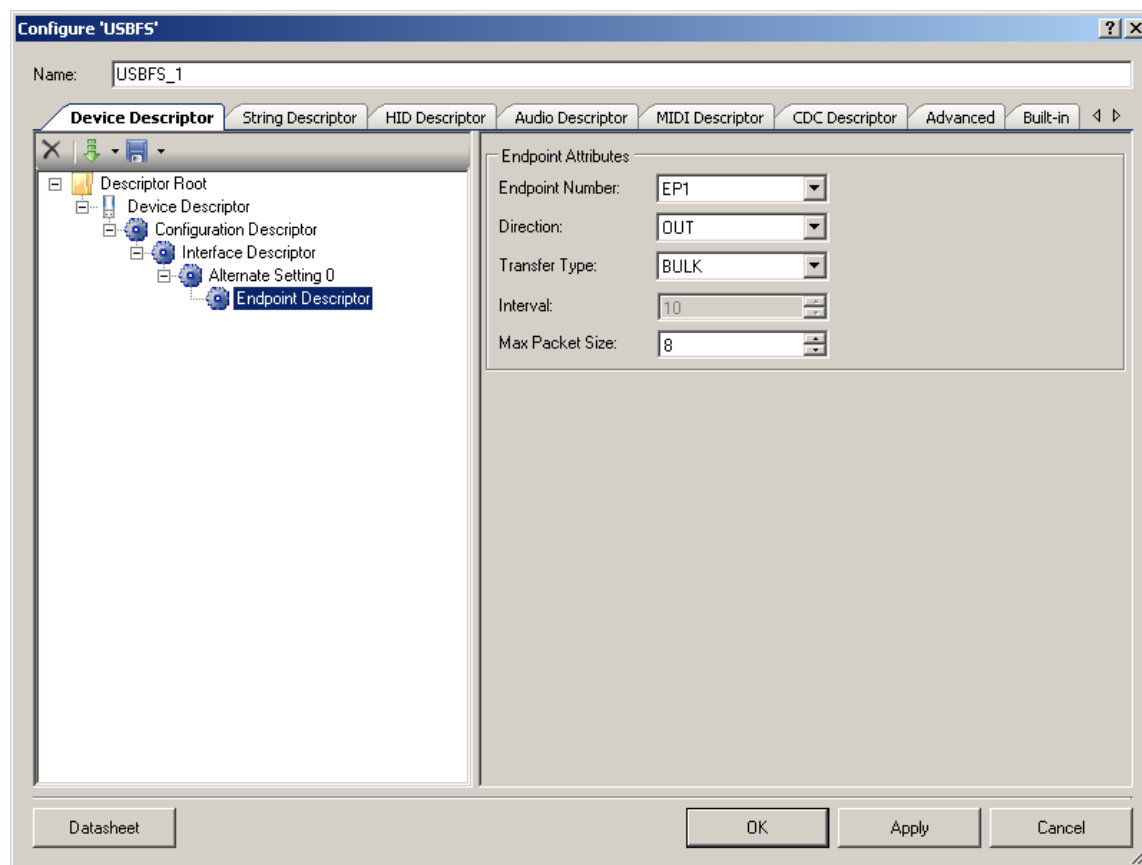 Configure 'USBFS'
Name: USBFS_1
Device Descriptor String Descriptor HID Descriptor Audio Descriptor MIDI Descriptor CDC Descriptor Advanced Built-in
Descriptor Root
Device Descriptor
Configuration Descriptor
Interface Descriptor
Alternate Setting 0
Endpoint Descriptor
Endpoint Attributes
Endpoint Number: EP1
Direction: OUT
Transfer Type: BULK
Interval: 10
Max Packet Size: 8
Datasheet OK Apply Cancel